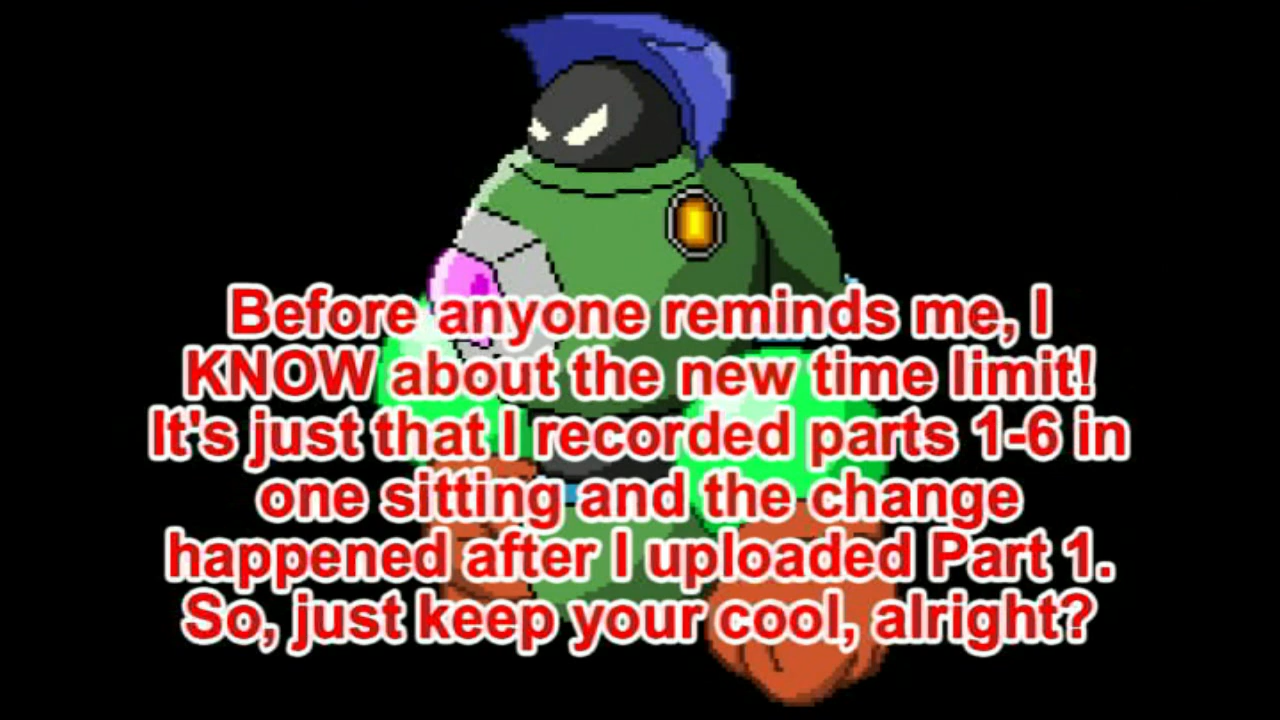 Before anyone reminds me, I
KNOW about the new time limit!
It's just that I recorded parts 1-6 in
one sitting and the change
happened after I uploaded Part 1.
So, just keep your cool, alright?